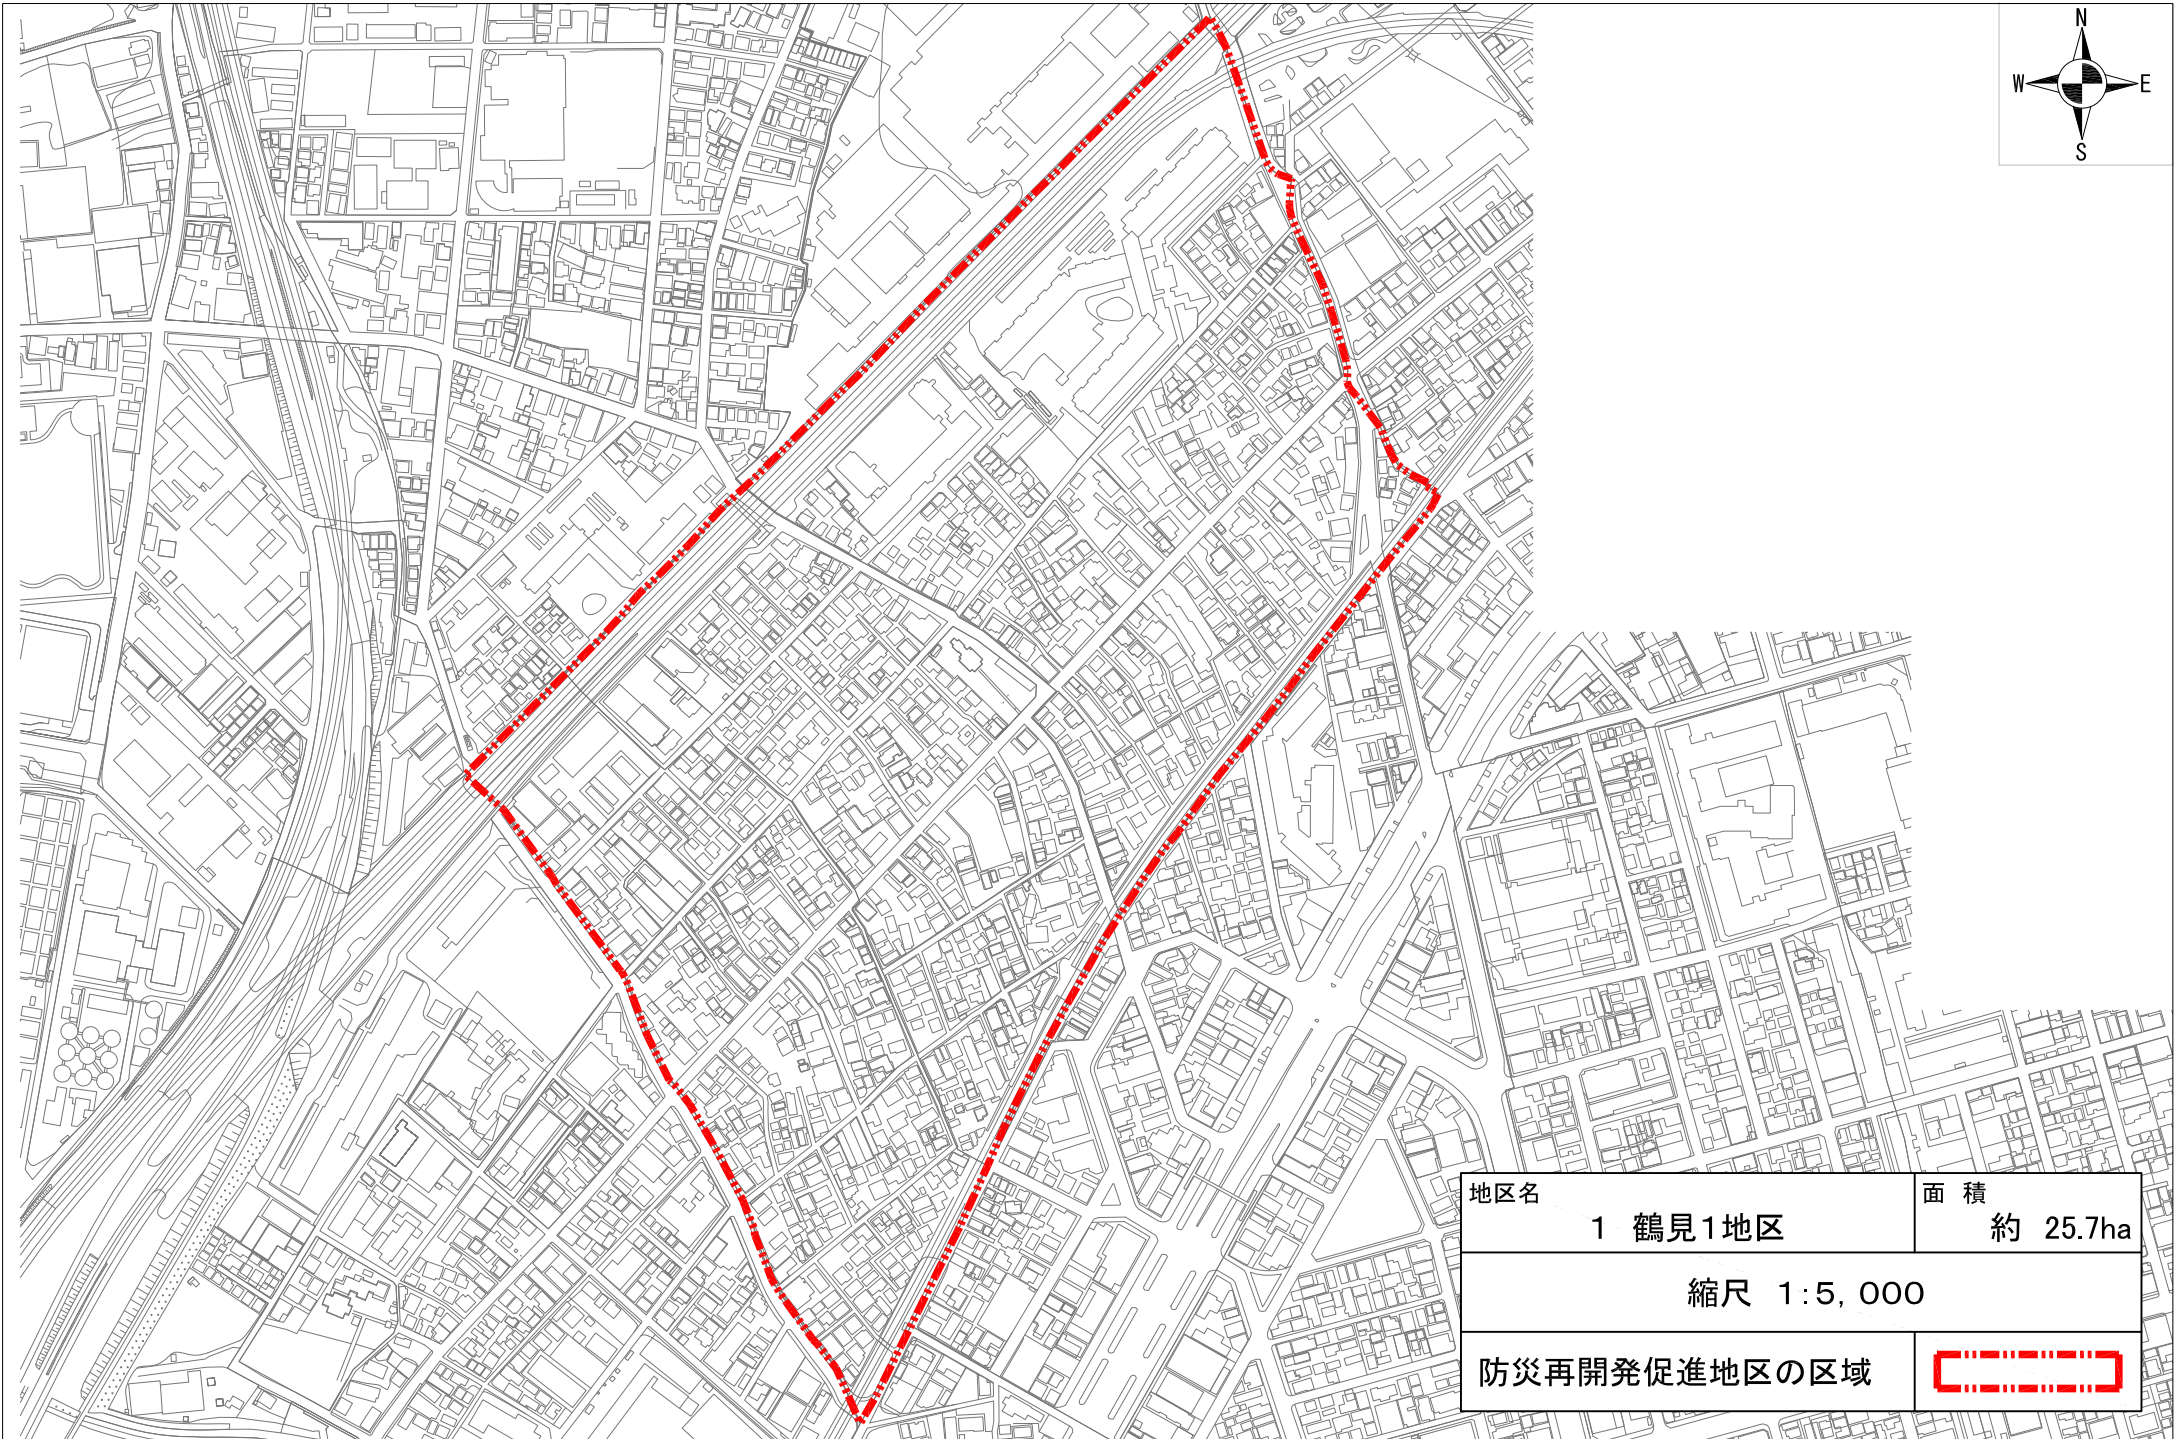 N
W E
S
地区名
1 鶴見1地区
面 積
約 25.7ha
縮尺 1:5,000
防災再開発促進地区の区域